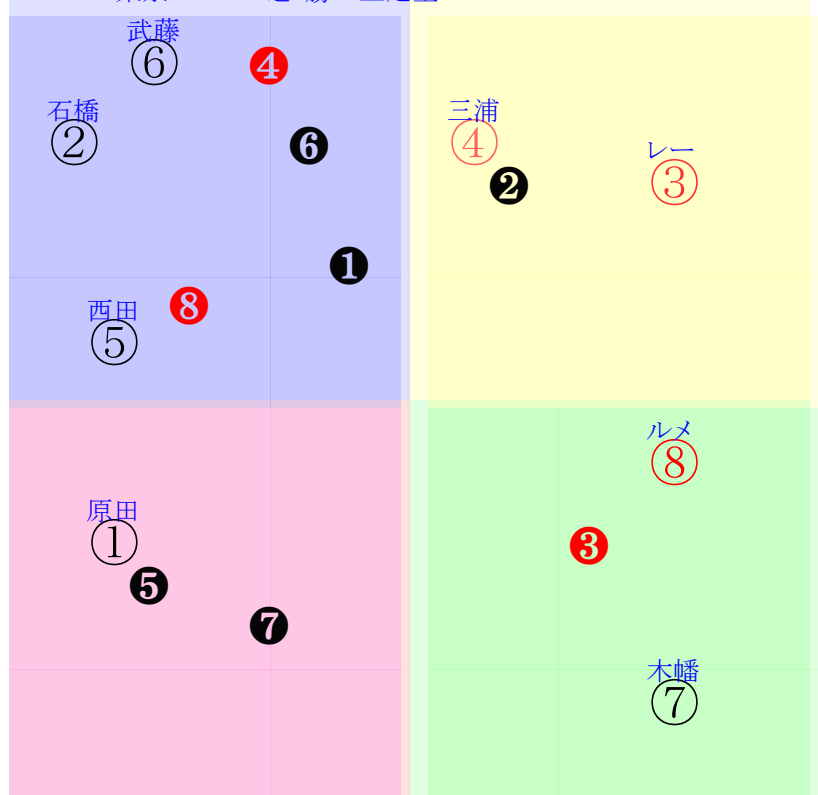 武藤
⑥
❹
石橋
②
❻
三浦
④
❷
レー
③
❶
西田
⑤
❽
ルメ
⑧
原田
①
❺
❸
❼
木幡
⑦